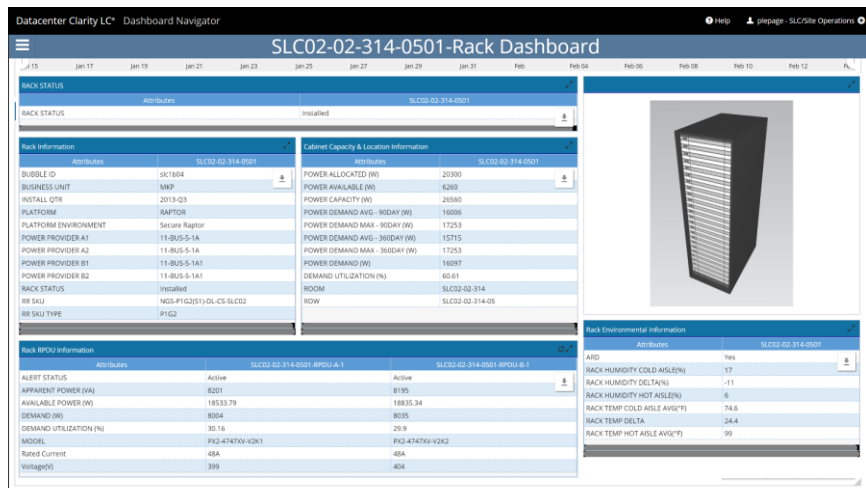 Datacenter Clarity LC® Dashboard Navigator
Help plepage - SLC/Site Operations
SLC02-02-314-0501-Rack Dashboard
Jan 17 Jan 19 Jan 21 Jan 23 Jan 25 Jan 27 Jan 29 Jan 31 Feb Feb 04 Feb 06 Feb 08 Feb 10 Feb 12
RACK STATUS
Attributes SLC02-02-314-0501
RACK STATUS Installed
Rack Information
Attributes SLC02-02-314-0501
BUBBLE ID slc1b04
BUSINESS UNIT MKP
INSTALL QTR 2013-Q3
PLATFORM RAPTOR
PLATFORM ENVIRONMENT Secure Raptor
POWER PROVIDER A1 11-BUS-5-1A
POWER PROVIDER A2 11-BUS-5-1A
POWER PROVIDER B1 11-BUS-5-1A1
POWER PROVIDER B2 11-BUS-5-1A1
RACK STATUS Installed
RR SKU NGS-P1G2(S1)-DL-CS-SLC02
RR SKU TYPE P1G2
Cabinet Capacity & Location Information
Attributes SLC02-02-314-0501
POWER ALLOCATED (W) 20300
POWER AVAILABLE (W) 6260
POWER CAPACITY (W) 26560
POWER DEMAND AVG - 90DAY (W) 16006
POWER DEMAND MAX - 90DAY (W) 17253
POWER DEMAND AVG - 360DAY (W) 15715
POWER DEMAND MAX - 360DAY (W) 17253
POWER DEMAND (W) 16097
DEMAND UTILIZATION (%) 60.61
ROOM SLC02-02-314
ROW SLC02-02-314-05
Rack RPDU Information
Attributes SLC02-02-314-0501-RPDU-A-1 SLC02-02-314-0501-RPDU-B-1
ALERT STATUS Active Active
APPARENT POWER (VA) 8201 8195
AVAILABLE POWER (W) 18533.79 18835.34
DEMAND (W) 8004 8035
DEMAND UTILIZATION (%) 30.16 29.9
MODEL PX2-4747XV-V2K1 PX2-4747XV-V2K2
Rated Current 48A 48A
Voltage(V) 399 404
Rack Environmental Information
Attributes SLC02-02-314-0501
ARD Yes
RACK HUMIDITY COLD AISLE(%) 17
RACK HUMIDITY DELTA(%) -11
RACK HUMIDITY HOT AISLE(%) 6
RACK TEMP COLD AISLE AVG(°F) 74.6
RACK TEMP DELTA 24.4
RACK TEMP HOT AISLE AVG(°F) 99